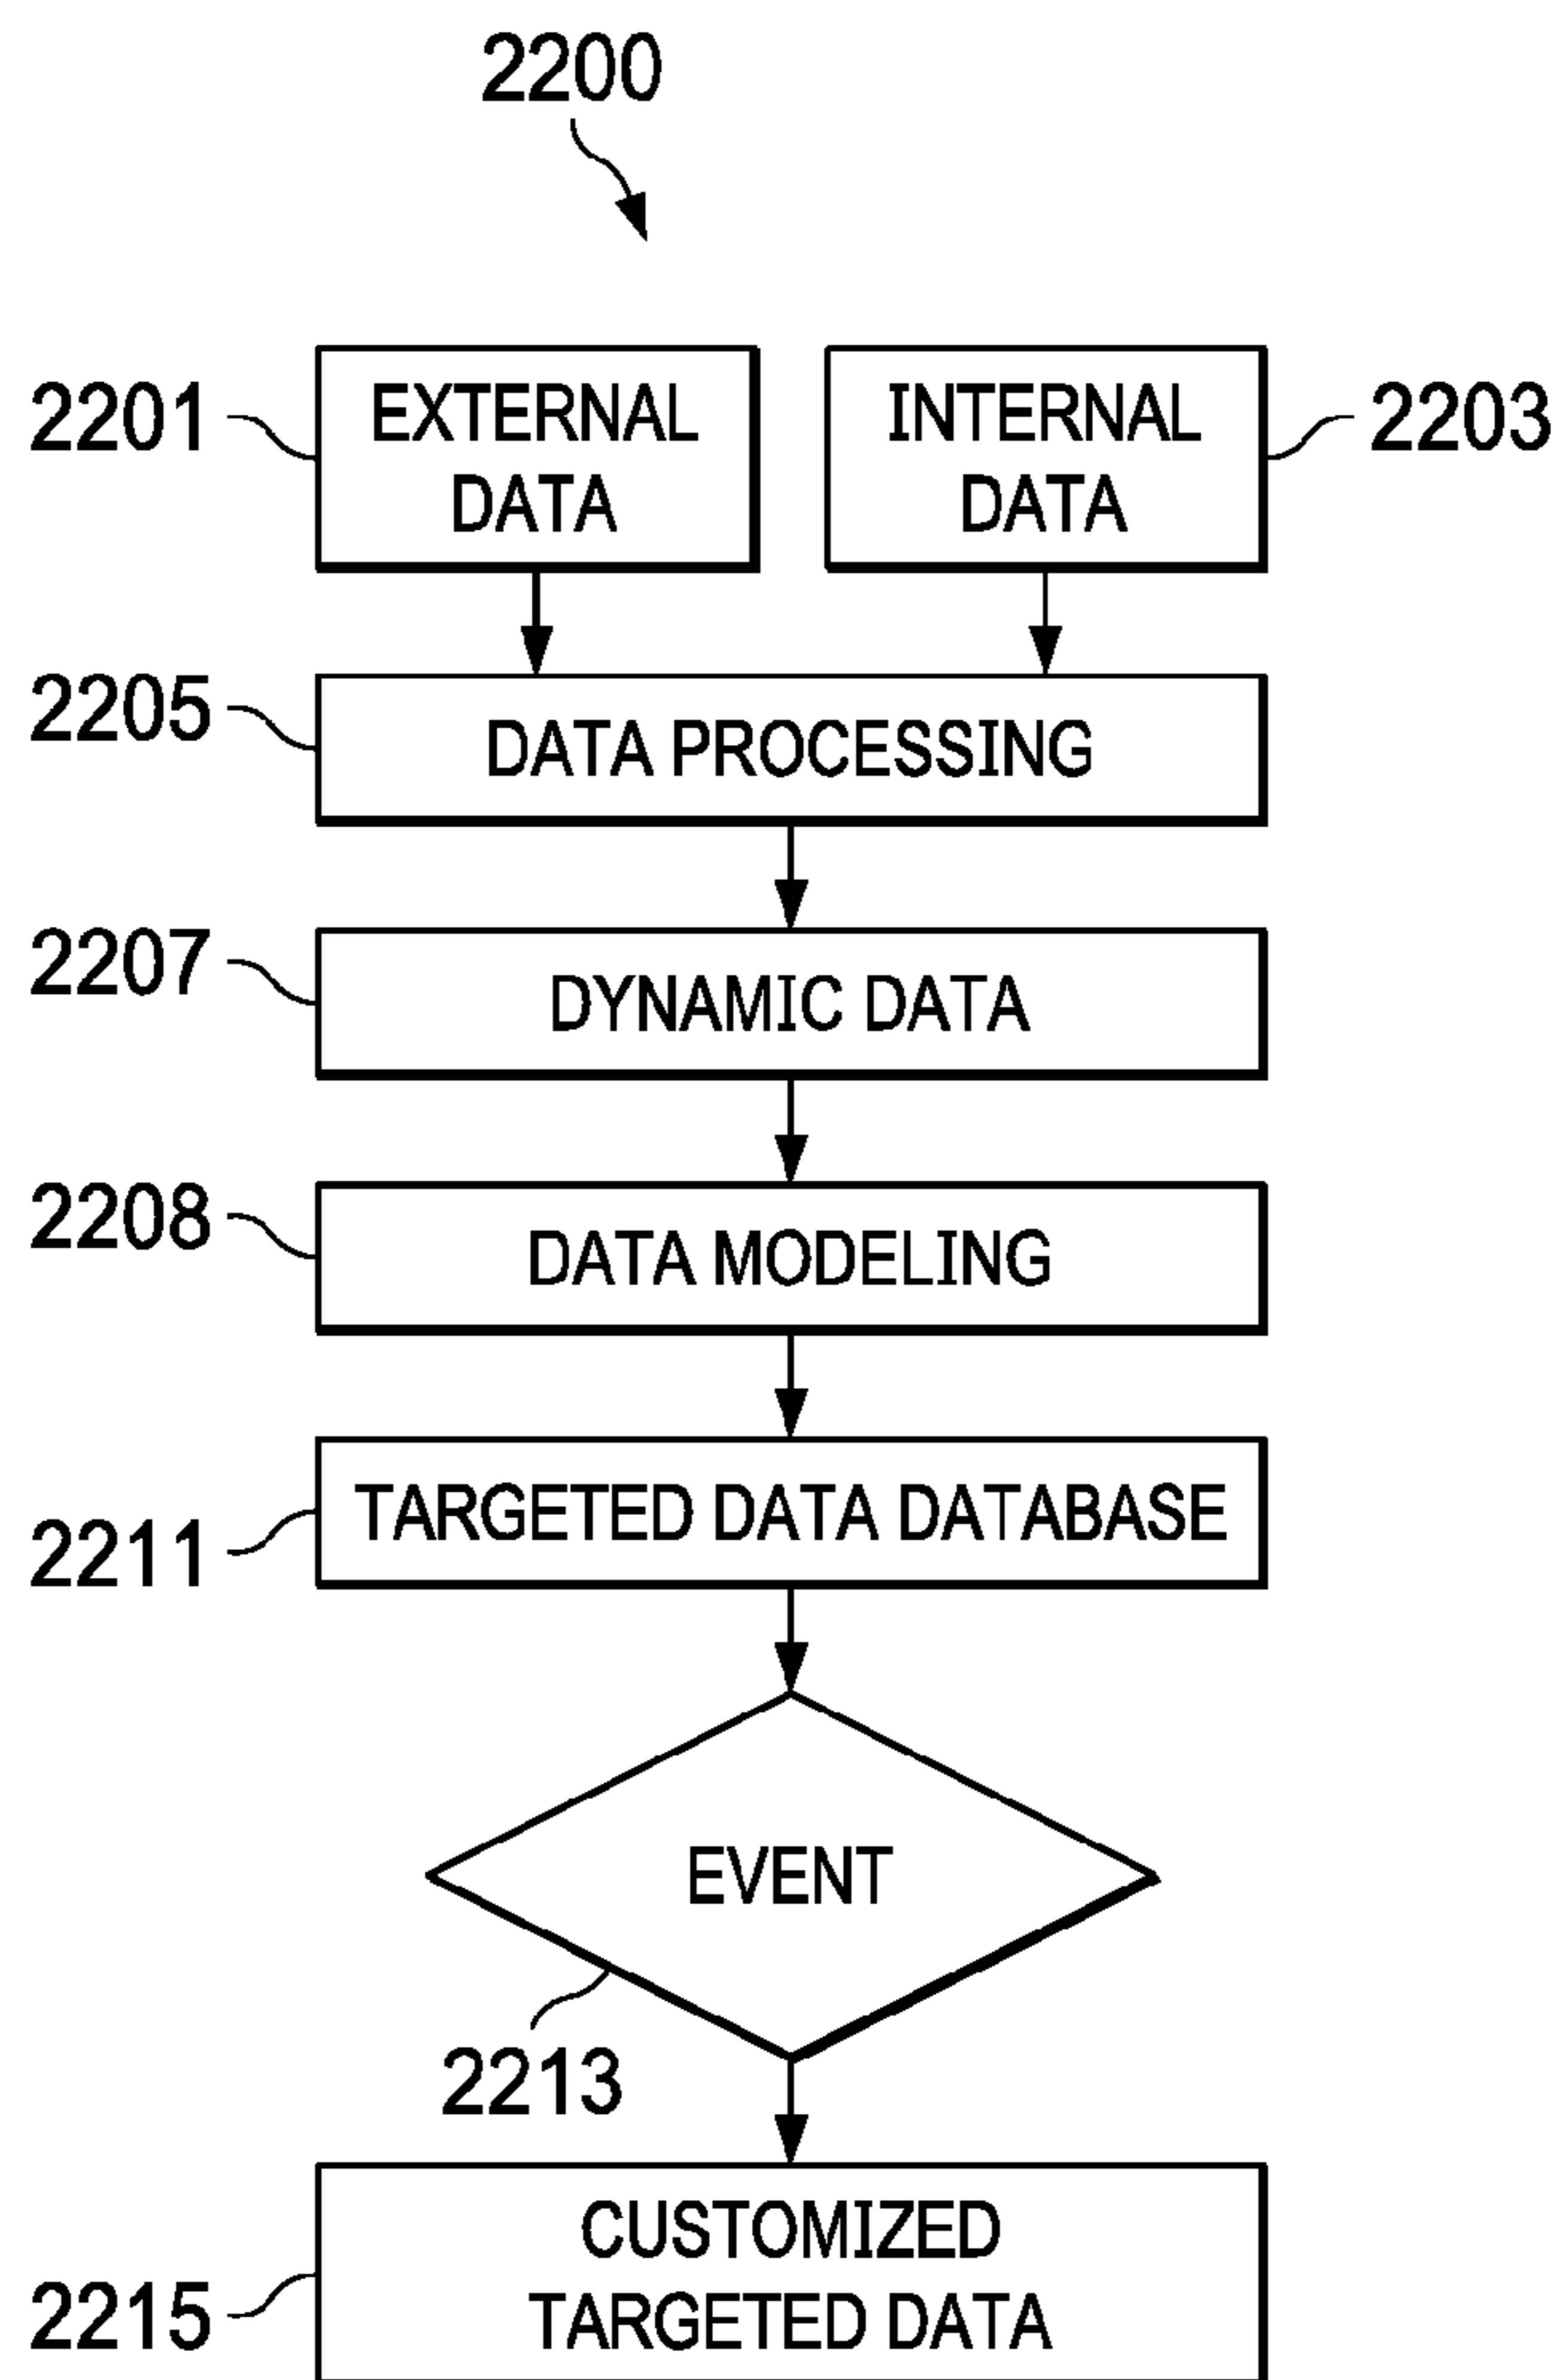 2200
2201
EXTERNAL
DATA
INTERNAL
DATA
2203
2205
DATA PROCESSING
2207
DYNAMIC DATA
2208
DATA MODELING
2211
TARGETED DATA DATABASE
EVENT
2213
CUSTOMIZED
TARGETED DATA
2215